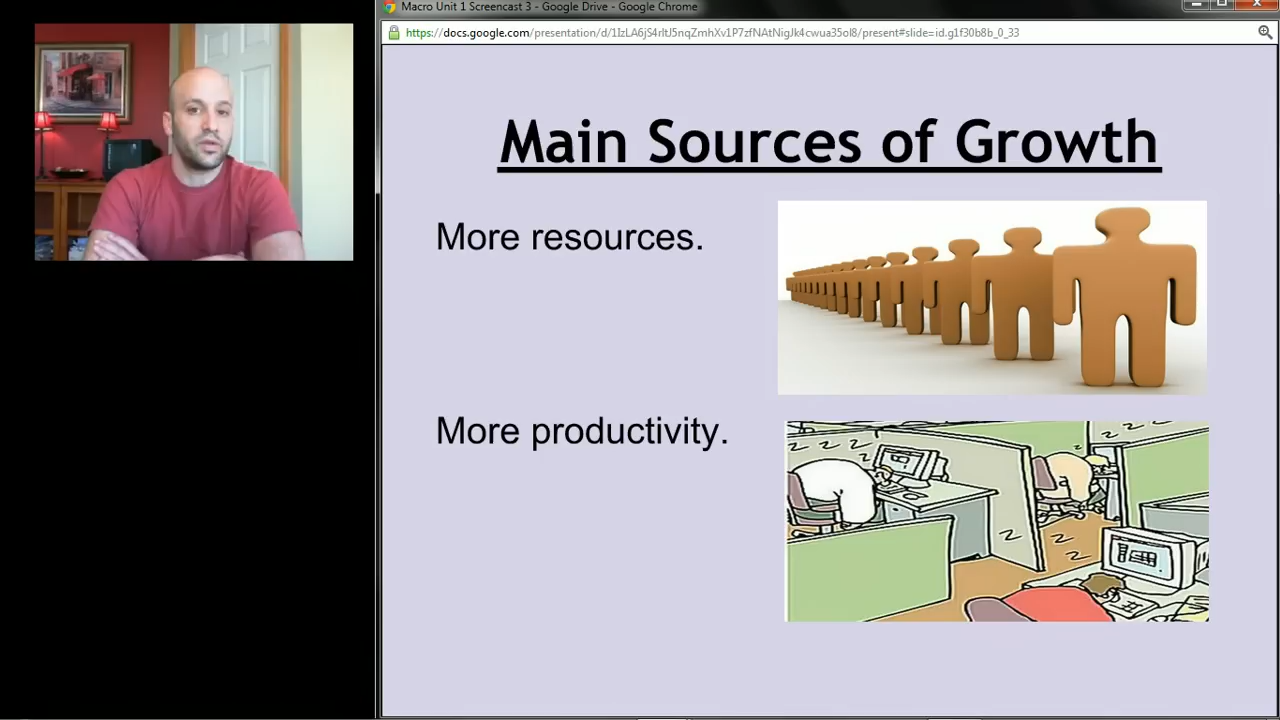 Macro Unit 1 Screencast 3 - Google Drive - Google Chrome
https://docs.google.com/presentation/d/1IzLA6jS4rltJ5nqZmhXv1P7zfNAtNigJk4cwua35ol8/present#slide=id.g1f30b8b_0_33
Main Sources of Growth
More resources.
More productivity.
z z z
z z z
z
z
z
z